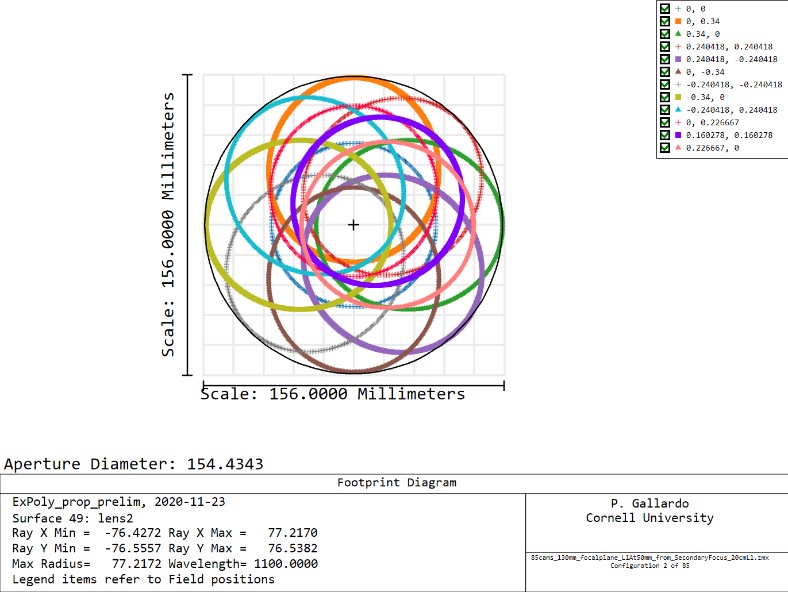 0, 0
0, 0.34
0.34, 0
0.240418, 0.240418
0.240418, -0.240418
0, -0.34
-0.240418, -0.240418
-0.34, 0
-0.240418, 0.240418
0, 0.226667
0.160278, 0.160278
0.226667, 0
Scale: 156.0000 Millimeters
Scale: 156.0000 Millimeters
Aperture Diameter: 154.4343
Footprint Diagram
ExPoly_prop_prelim, 2020-11-23
Surface 49: lens2
Ray X Min = -76.4272 Ray X Max = 77.2170
Ray Y Min = -76.5557 Ray Y Max = 76.5382
Max Radius= 77.2172 Wavelength= 1100.0000
Legend items refer to Field positions
P. Gallardo
Cornell University
85cams_130mm_focalplane_L1At50mm_from_SecondaryFocus_20cmL1.zmx
Configuration 2 of 85